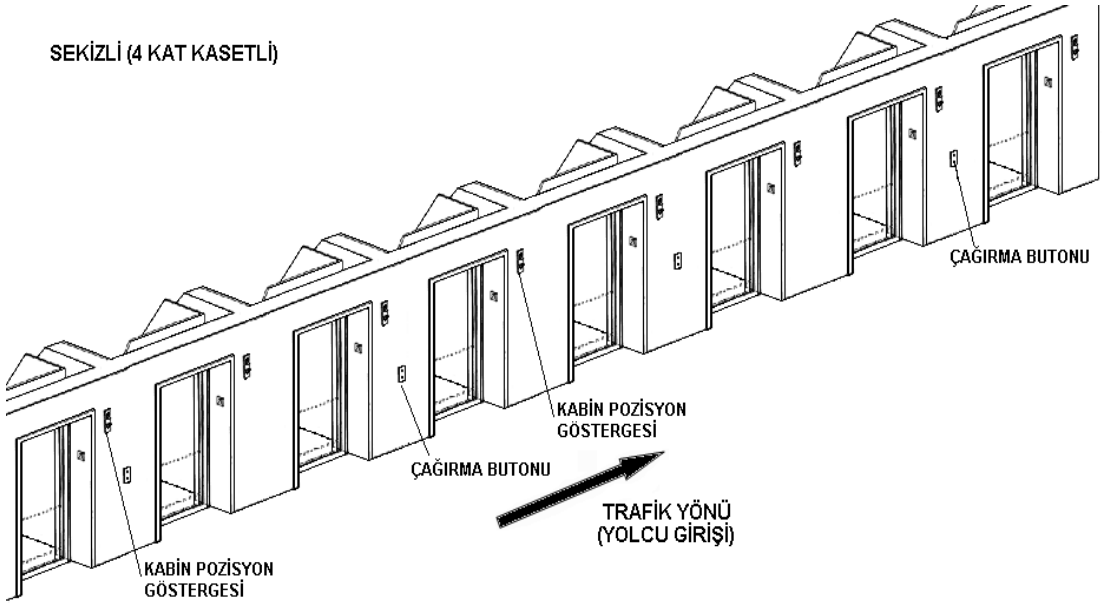 SEKİZLİ (4 KAT KASETLİ)
ÇAĞIRMA BUTONU
KABİN POZİSYON
GÖSTERGESİ
ÇAĞIRMA BUTONU
TRAFİK YÖNÜ
(YOLCU GİRİŞİ)
KABİN POZİSYON
GÖSTERGESİ